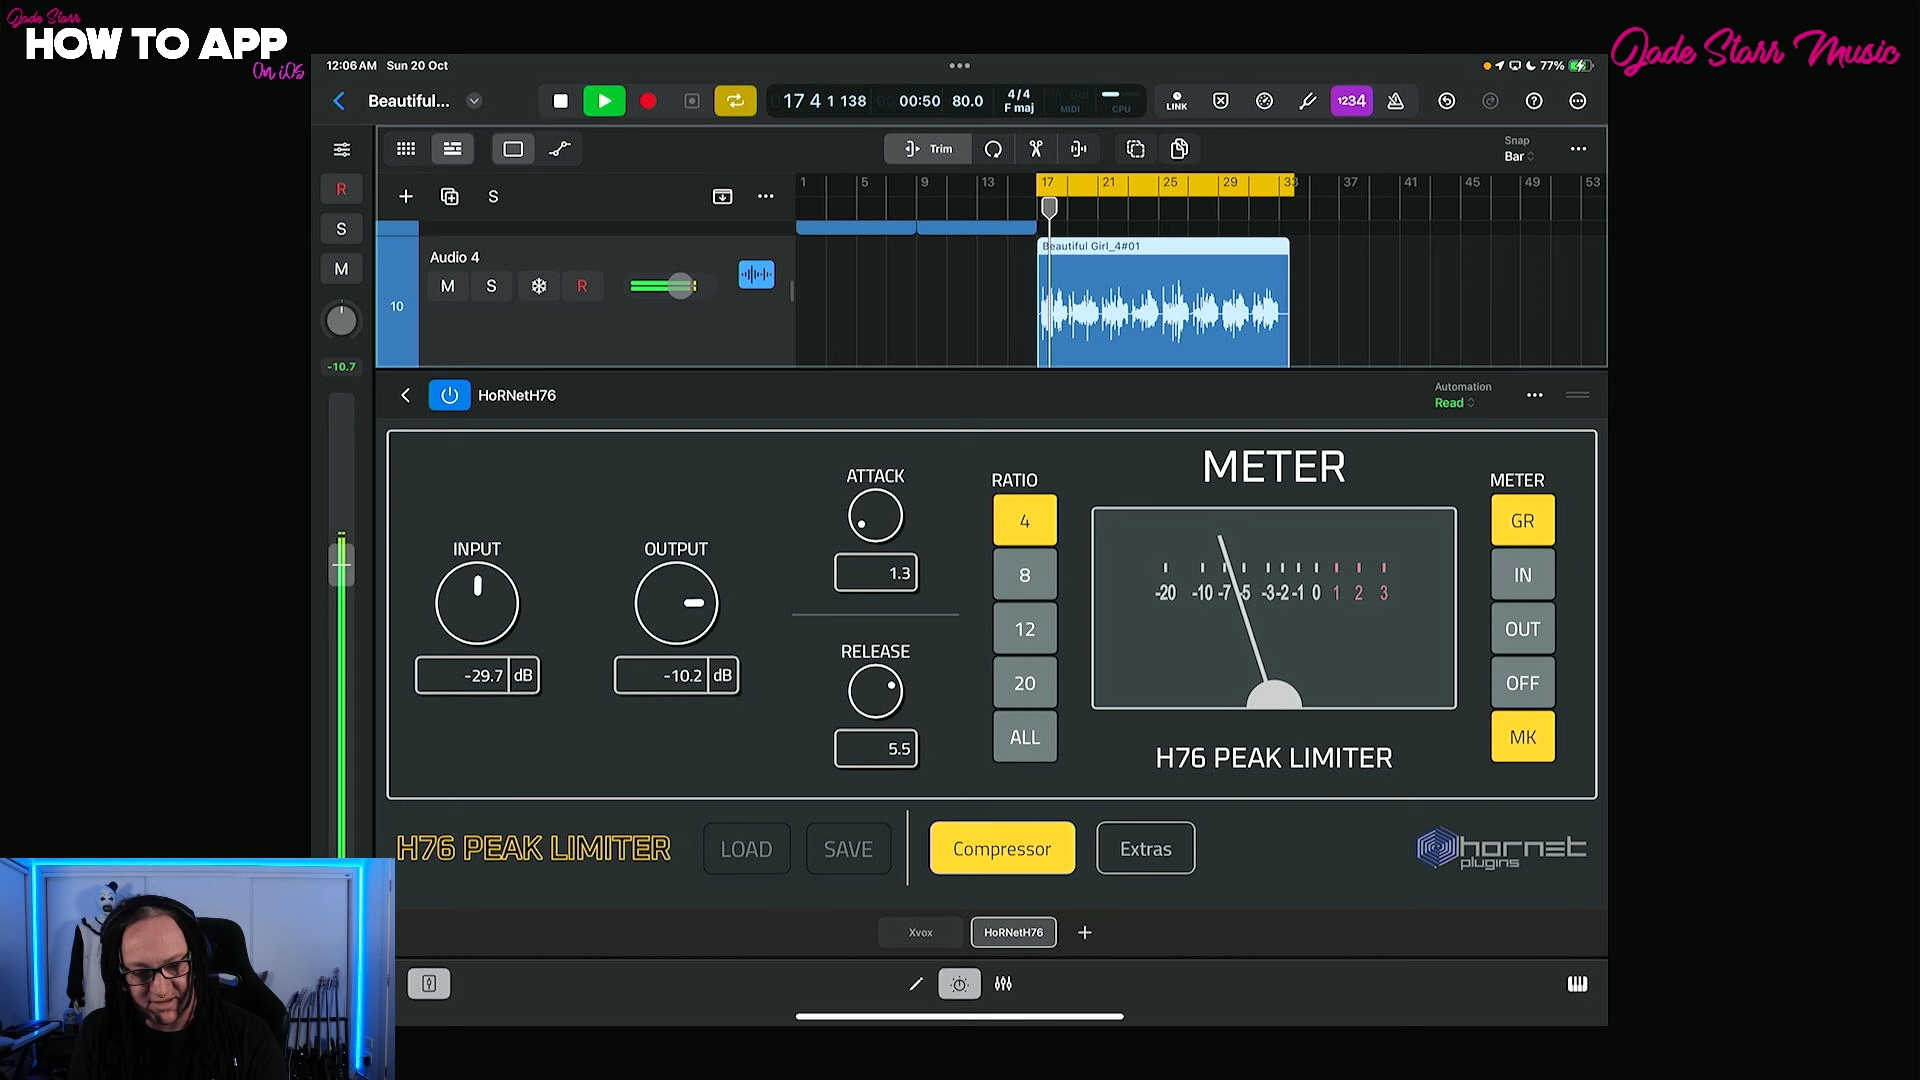 Jade Starr
HOW TO APP
On iOS
Jade Starr Music
12:06 AM Sun 20 Oct
77%
Beautiful...
17 4 1 138
00:50
80.0
4/4
F maj
In Out
MIDI
CPU
LINK
1234
Trim
Snap
Bar
R
S
M
-10.7
S
1 5 9 13 17 21 25 29 33 37 41 45 49 53
10
Audio 4
M S R
Beautiful Girl_4#01
HoRNetH76
Automation
Read
INPUT
-29.7 dB
OUTPUT
-10.2 dB
ATTACK
1.3
RELEASE
5.5
RATIO
4
8
12
20
ALL
METER
-20 -10 -7 -5 -3 -2 -1 0 1 2 3
H76 PEAK LIMITER
METER
GR
IN
OUT
OFF
MK
H76 PEAK LIMITER
LOAD
SAVE
Compressor
Extras
hornet
plugins
Xvox
HoRNetH76